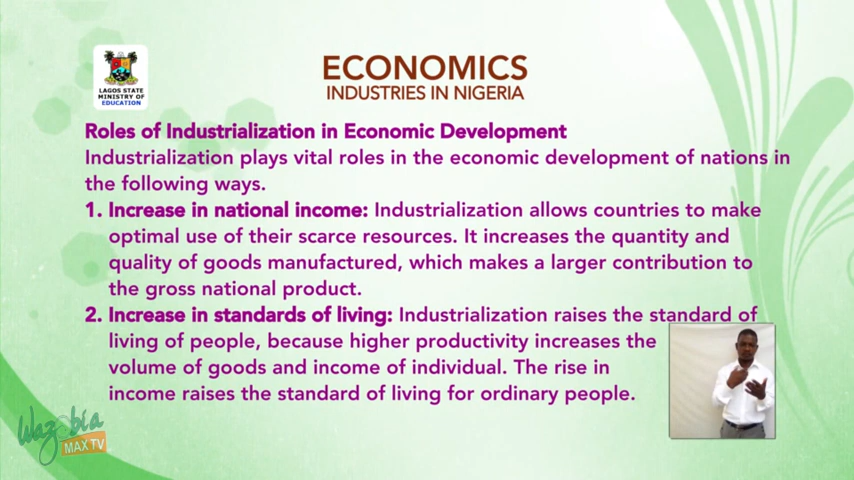 LAGOS STATE
MINISTRY OF
EDUCATION
ECONOMICS
INDUSTRIES IN NIGERIA
Roles of Industrialization in Economic Development
Industrialization plays vital roles in the economic development of nations in
the following ways.
1. Increase in national income: Industrialization allows countries to make
optimal use of their scarce resources. It increases the quantity and
quality of goods manufactured, which makes a larger contribution to
the gross national product.
2. Increase in standards of living: Industrialization raises the standard of
living of people, because higher productivity increases the
volume of goods and income of individual. The rise in
income raises the standard of living for ordinary people.
Wazobia
MAX TV